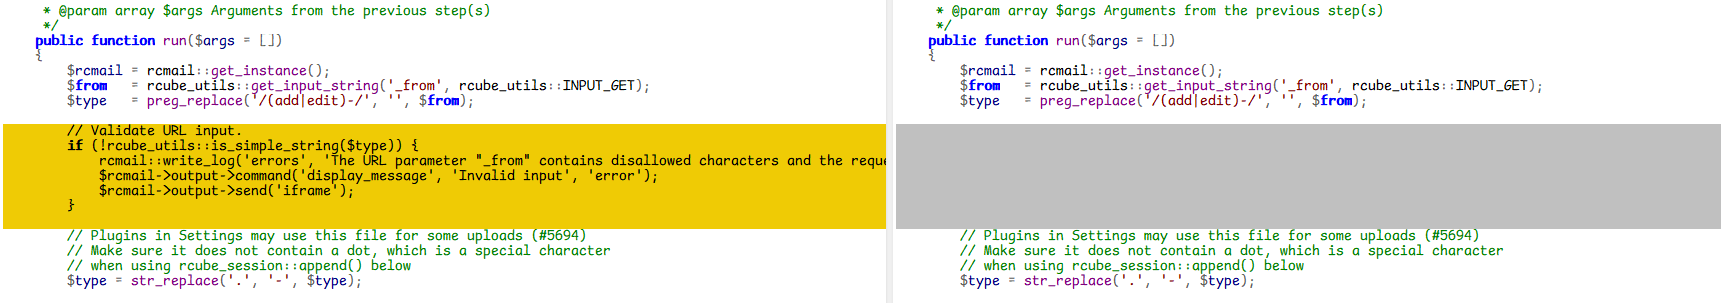 * @param array $args Arguments from the previous step(s)
*/
public function run($args = [])
{
$rcmail = rcmail::get_instance();
$from = rcube_utils::get_input_string('_from', rcube_utils::INPUT_GET);
$type = preg_replace('/(add|edit)-/', '', $from);
// Validate URL input.
if (!rcube_utils::is_simple_string($type)) {
rcmail::write_log('errors', 'The URL parameter "_from" contains disallowed characters and the reque
$rcmail->output->command('display_message', 'Invalid input', 'error');
$rcmail->output->send('iframe');
}
// Plugins in Settings may use this file for some uploads (#5694)
// Make sure it does not contain a dot, which is a special character
// when using rcube_session::append() below
$type = str_replace('.', '-', $type);
* @param array $args Arguments from the previous step(s)
*/
public function run($args = [])
{
$rcmail = rcmail::get_instance();
$from = rcube_utils::get_input_string('_from', rcube_utils::INPUT_GET);
$type = preg_replace('/(add|edit)-/', '', $from);
// Plugins in Settings may use this file for some uploads (#5694)
// Make sure it does not contain a dot, which is a special character
// when using rcube_session::append() below
$type = str_replace('.', '-', $type);